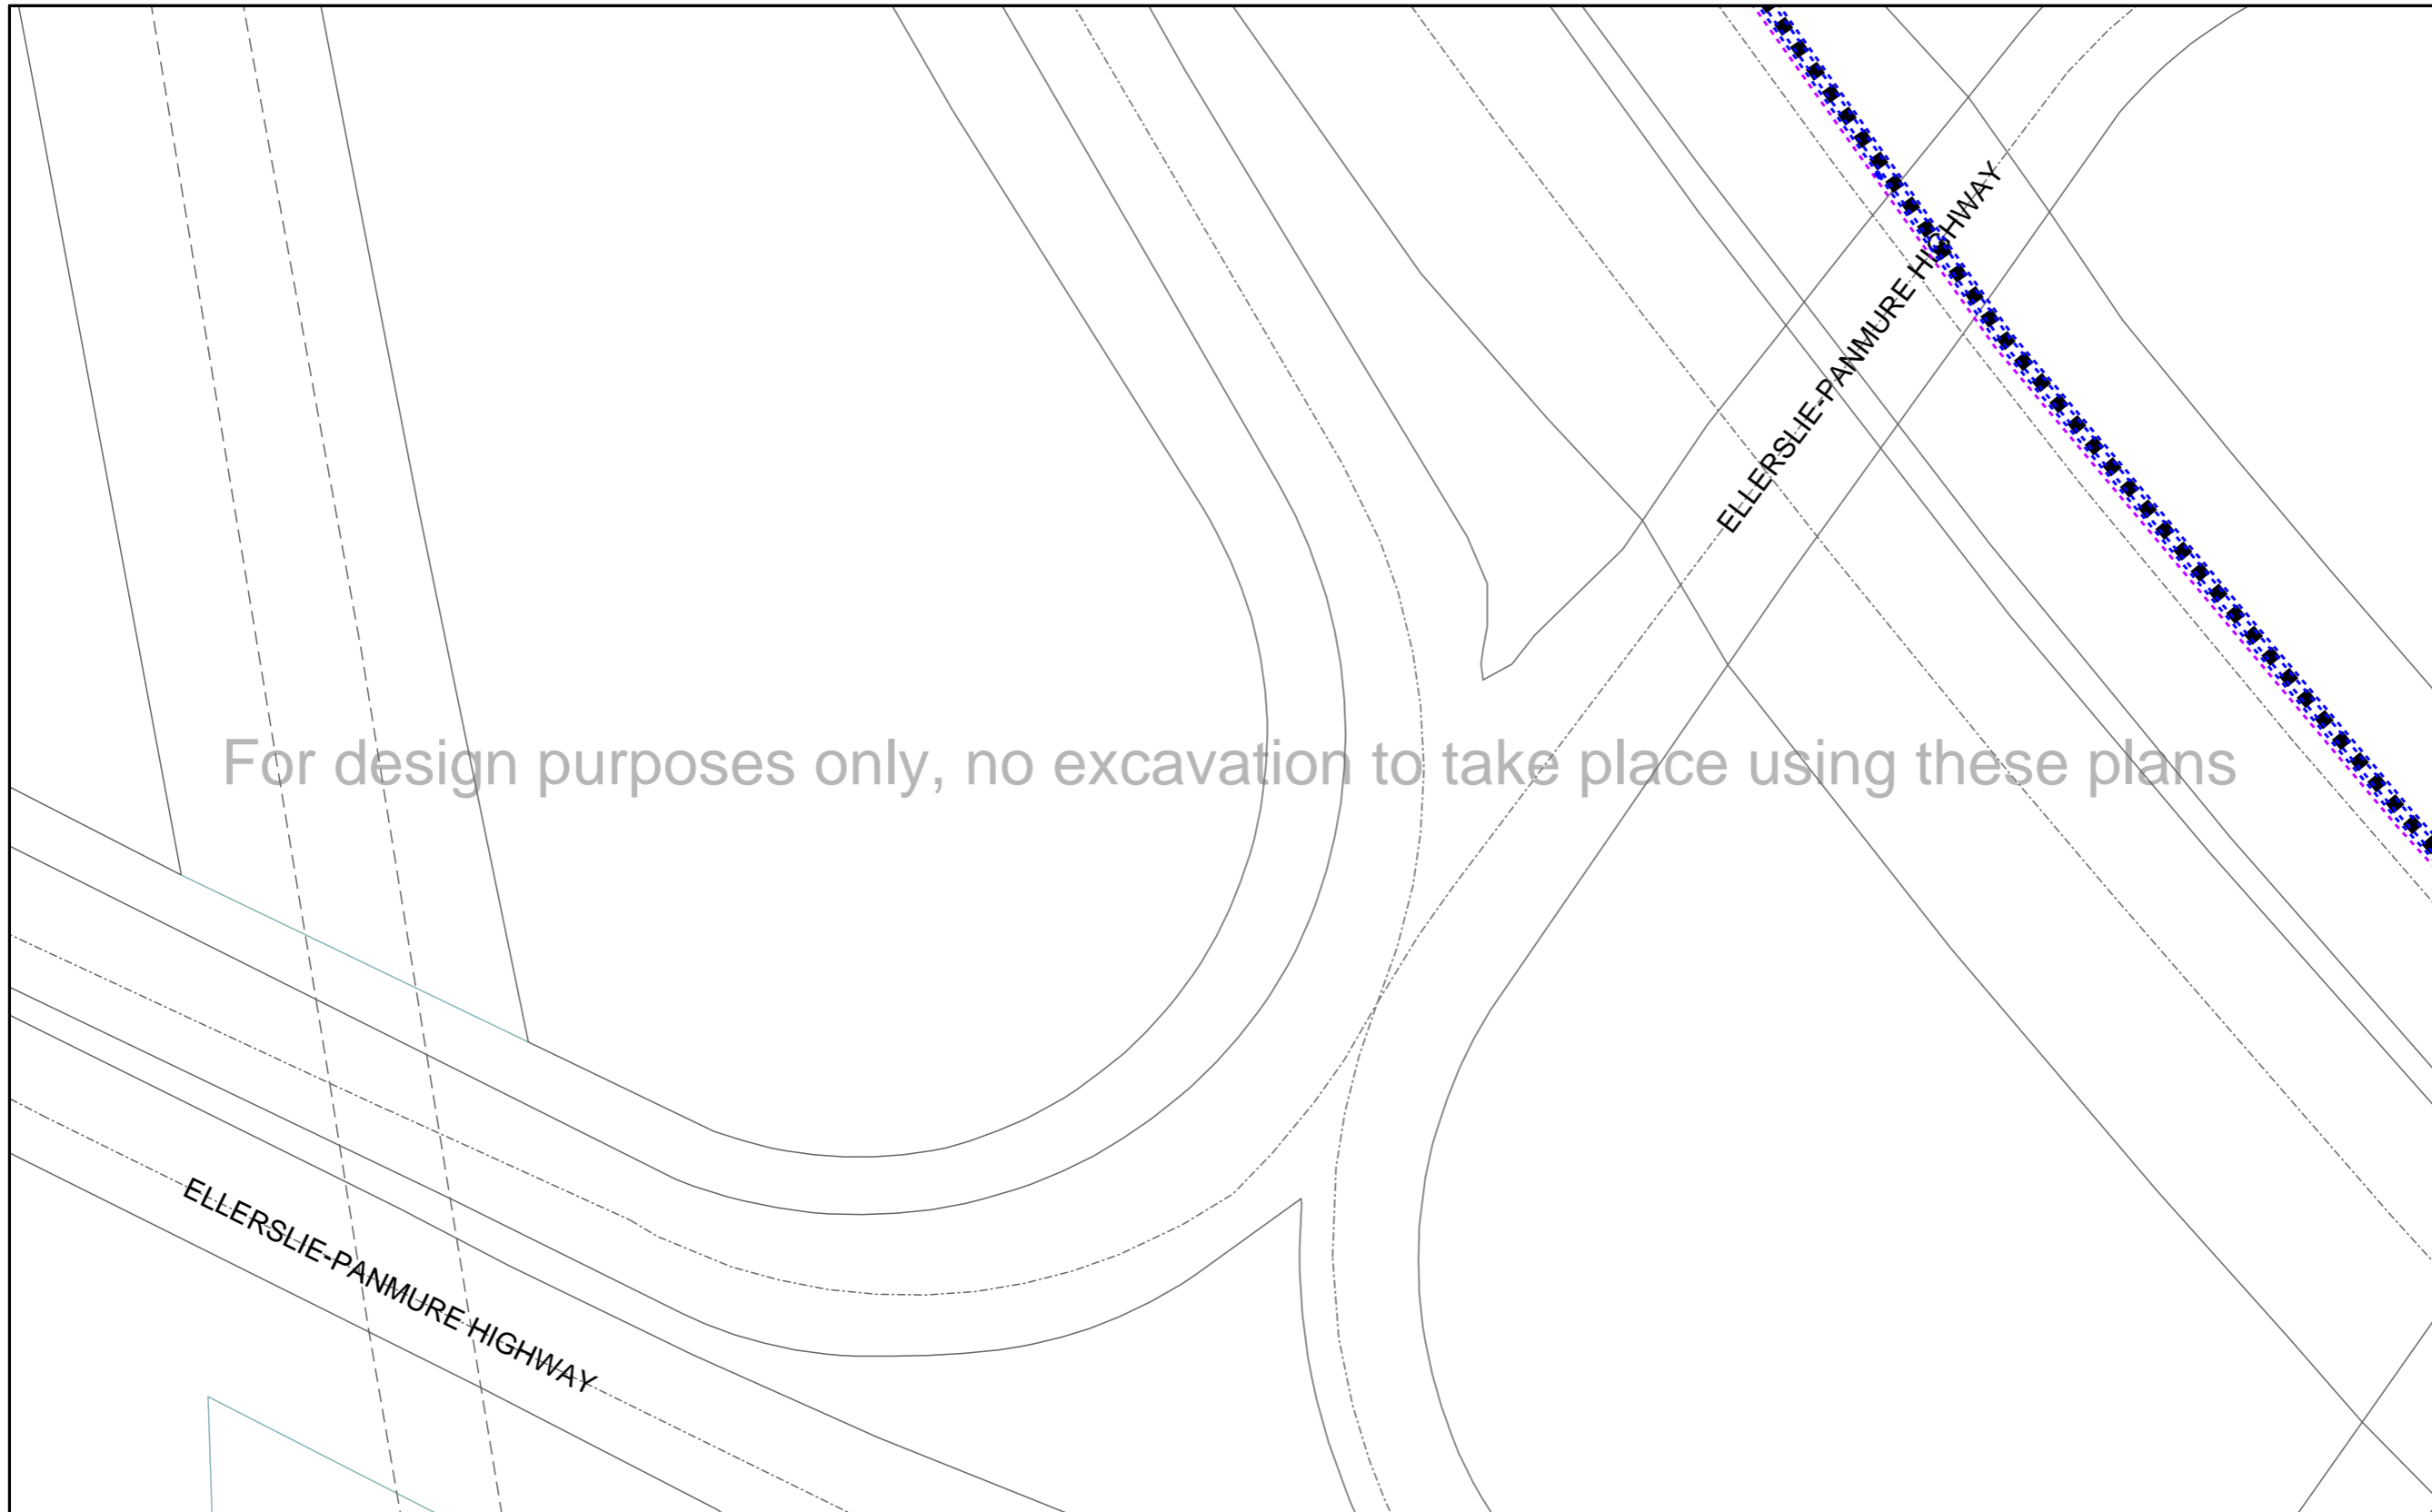 ELLERSLIE-PANMURE HIGHWAY
For design purposes only, no excavation to take place using these plans
ELLERSLIE-PANMURE HIGHWAY